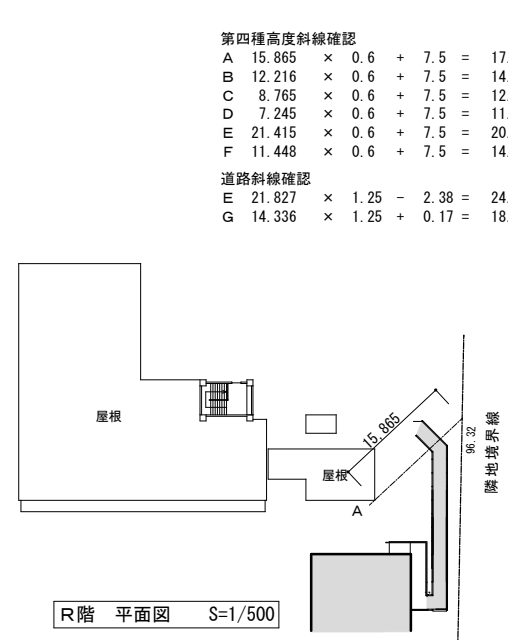 第四種高度斜線確認
A 15.865 × 0.6 + 7.5 = 17.
B 12.216 × 0.6 + 7.5 = 14.
C 8.765 × 0.6 + 7.5 = 12.
D 7.245 × 0.6 + 7.5 = 11.
E 21.415 × 0.6 + 7.5 = 20.
F 11.448 × 0.6 + 7.5 = 14.
道路斜線確認
E 21.827 × 1.25 - 2.38 = 24.
G 14.336 × 1.25 + 0.17 = 18.
屋根
屋根
15.865
A
96.32
隣地境界線
R階 平面図 S=1/500